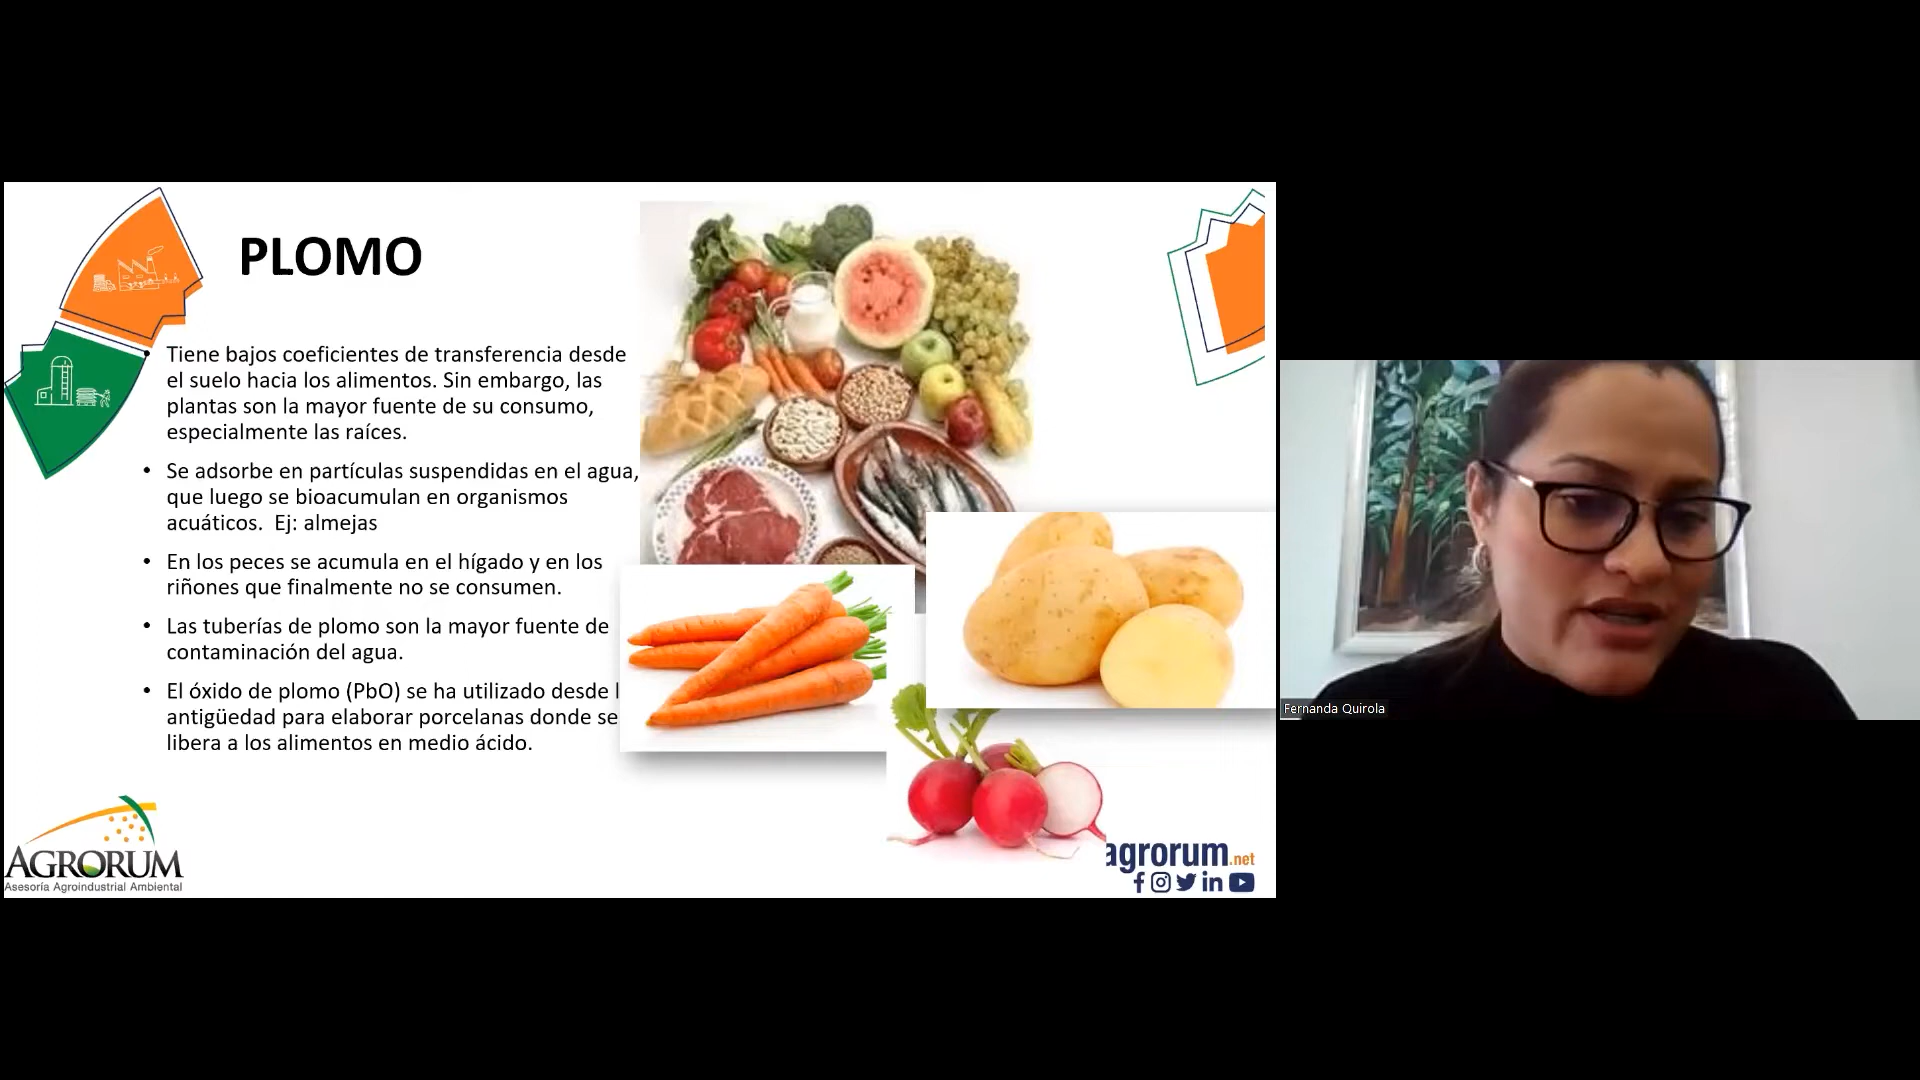 PLOMO
• Tiene bajos coeficientes de transferencia desde
el suelo hacia los alimentos. Sin embargo, las
plantas son la mayor fuente de su consumo,
especialmente las raíces.
• Se adsorbe en partículas suspendidas en el agua,
que luego se bioacumulan en organismos
acuáticos.  Ej: almejas
• En los peces se acumula en el hígado y en los
riñones que finalmente no se consumen.
• Las tuberías de plomo son la mayor fuente de
contaminación del agua.
• El óxido de plomo (PbO) se ha utilizado desde l
antigüedad para elaborar porcelanas donde se
libera a los alimentos en medio ácido.
AGRORUM
Asesoría Agroindustrial Ambiental
agrorum.net
Fernanda Quirola